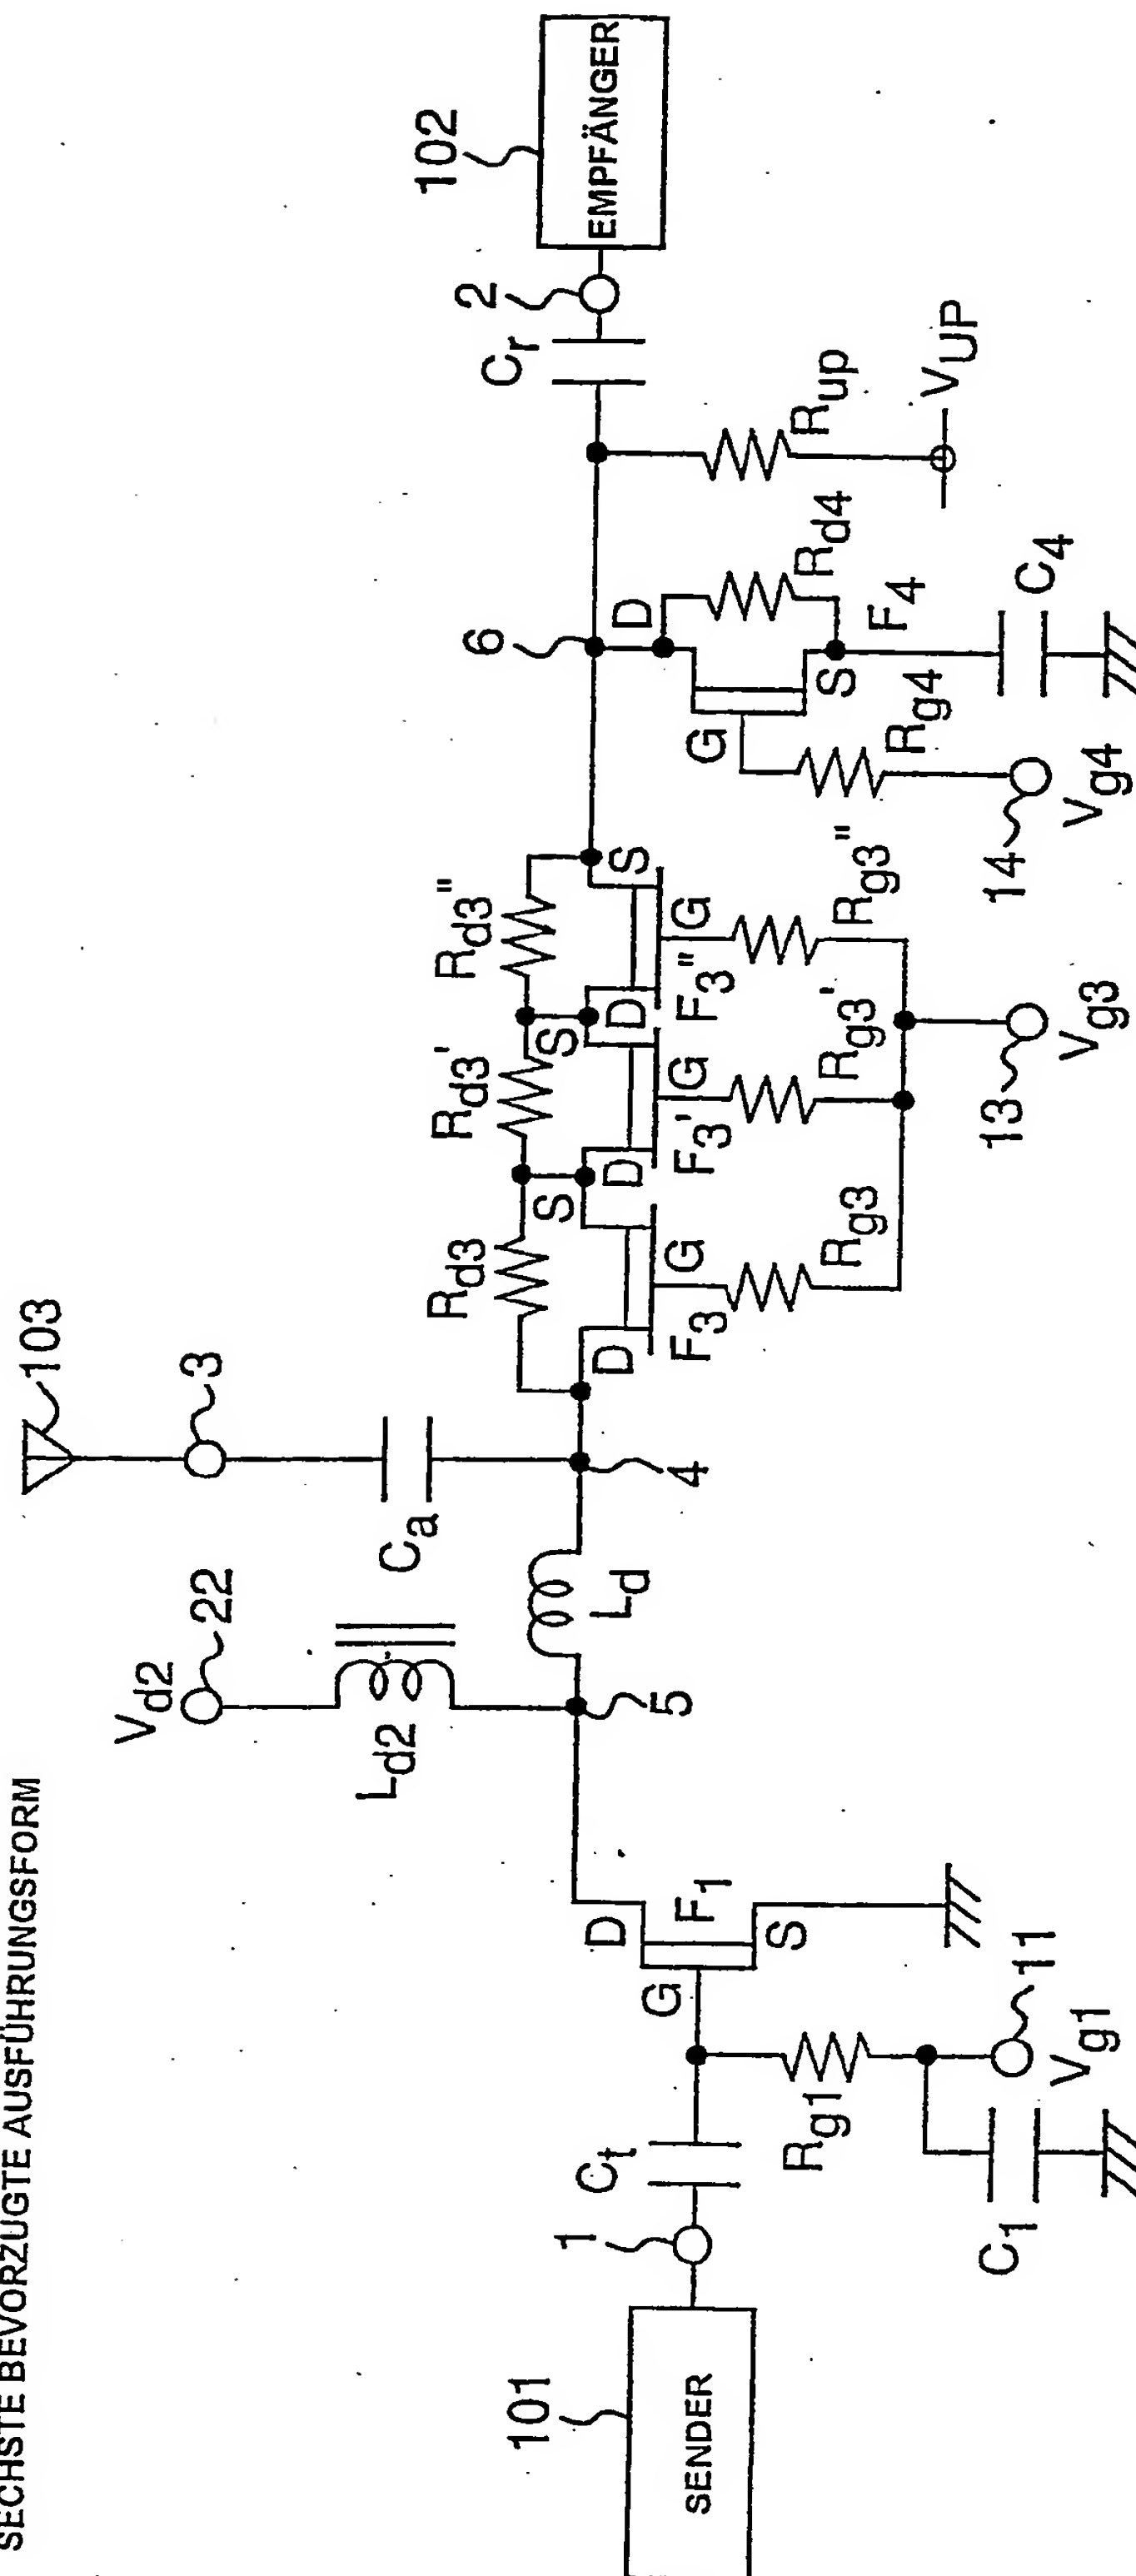 SECHSTE BEVORZUGTE AUSFÜHRUNGSFORM
103
3
Vd2
22
Ca
Ld2
Ld
5
4
Rd3
Rd3'
Rd3"
S
S
S
D
D
D
F3
F3'
F3"
G
G
G
Rg3
Rg3'
Rg3"
13
Vg3
6
D
G
S
F4
Rd4
Rg4
C4
14
Vg4
Rup
VUP
Cr
2
102
EMPFÄNGER
101
SENDER
1
Ct
G
D
F1
S
Rg1
C1
11
Vg1